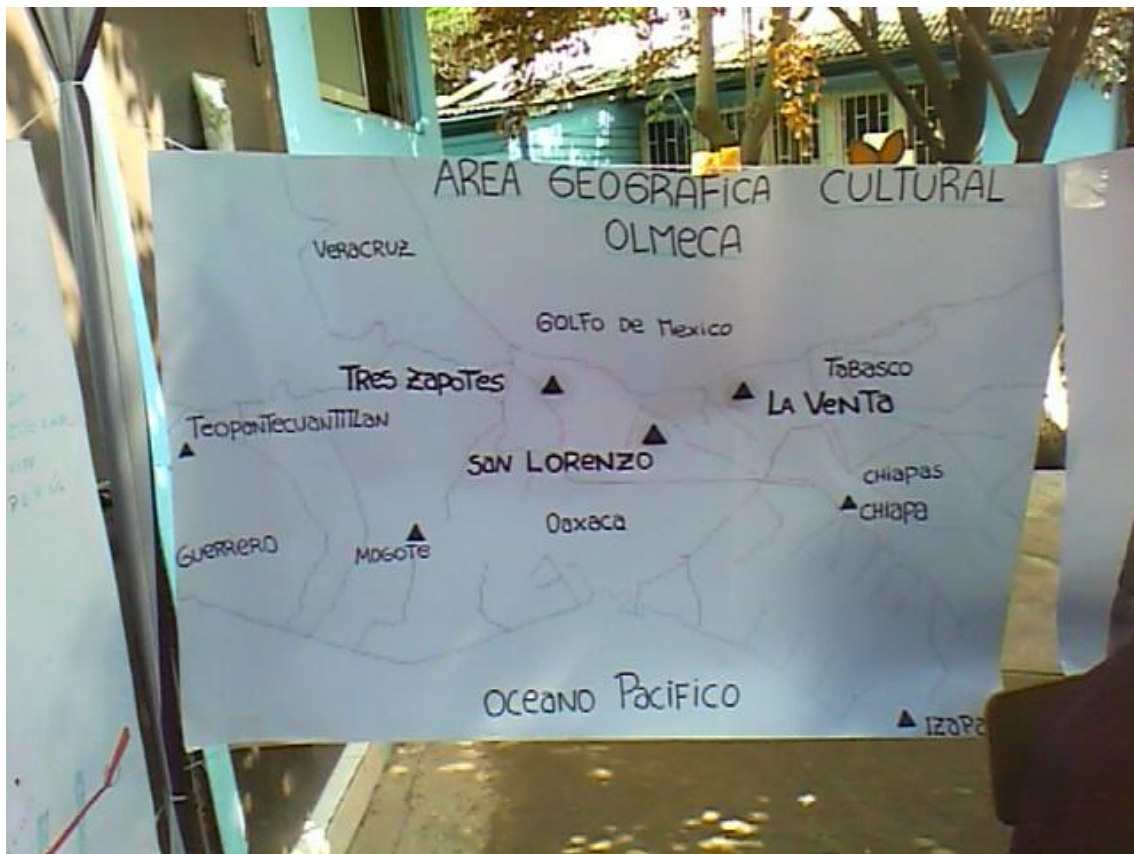 AREA GEOGRAFICA CULTURAL
OLMECA
VERACRUZ
GOLFO DE MEXICO
TRES ZAPOTES
TABASCO
LA VENTA
TEOPANTECUANTITLAN
SAN LORENZO
CHIAPAS
CHIAPA
OAXACA
GUERRERO
MOGOTE
OCEANO PACIFICO
IZAPA